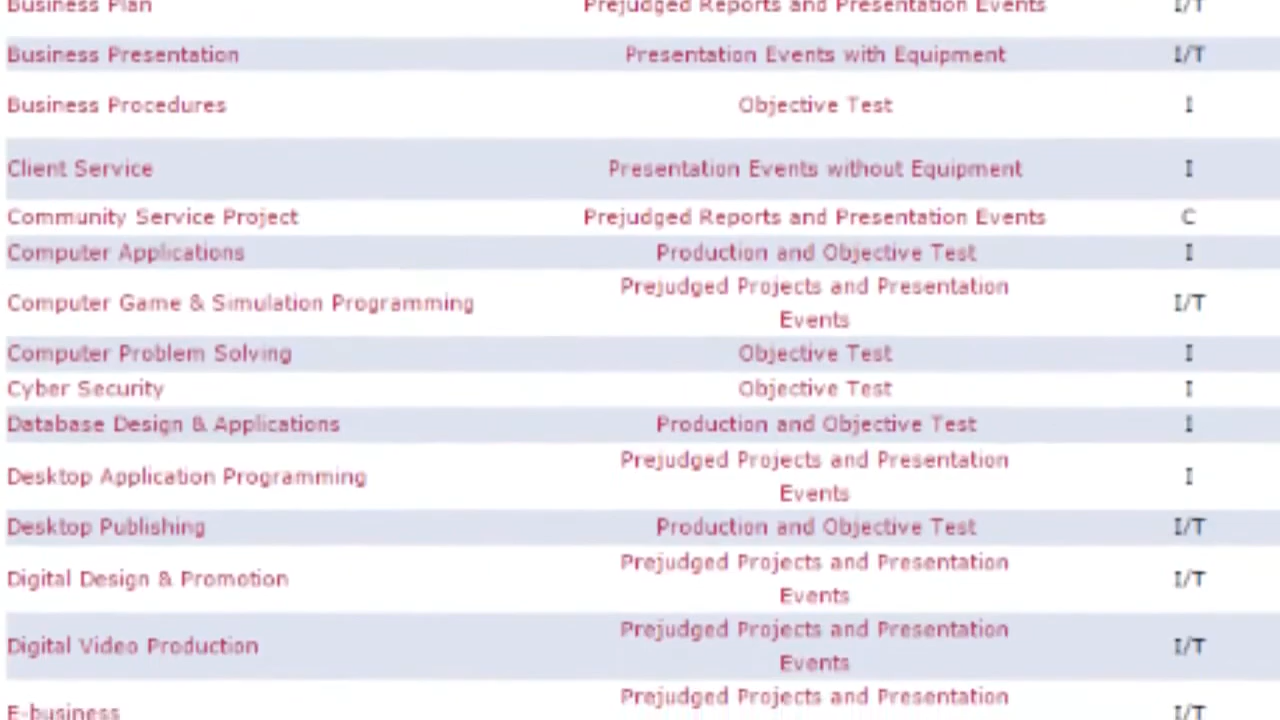 Business Plan Prejudged Reports and Presentation Events I/T
Business Presentation Presentation Events with Equipment I/T
Business Procedures Objective Test I
Client Service Presentation Events without Equipment I
Community Service Project Prejudged Reports and Presentation Events C
Computer Applications Production and Objective Test I
Prejudged Projects and Presentation
Computer Game & Simulation Programming I/T
Events
Computer Problem Solving Objective Test I
Cyber Security Objective Test I
Database Design & Applications Production and Objective Test I
Prejudged Projects and Presentation
Desktop Application Programming I
Events
Desktop Publishing Production and Objective Test I/T
Prejudged Projects and Presentation
Digital Design & Promotion I/T
Events
Prejudged Projects and Presentation
Digital Video Production I/T
Events
Prejudged Projects and Presentation
E-business I/T